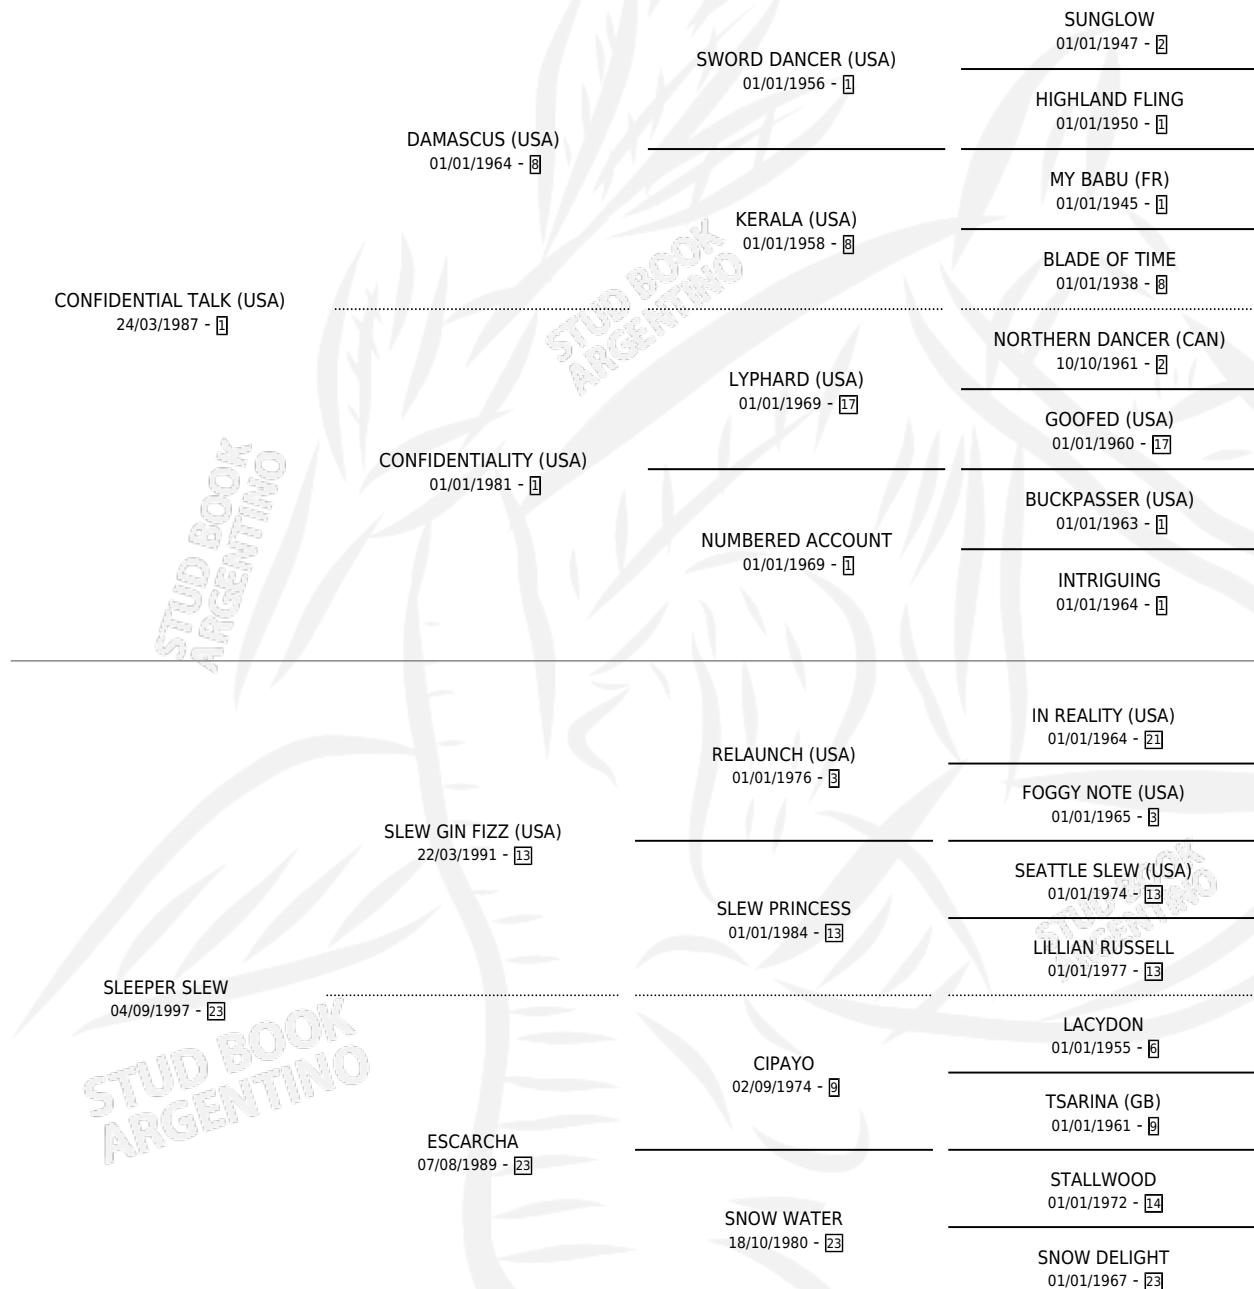 SUNGLOW
01/01/1947 - 2
SWORD DANCER (USA)
01/01/1956 - 1
HIGHLAND FLING
01/01/1950 - 1
DAMASCUS (USA)
01/01/1964 - 8
MY BABU (FR)
01/01/1945 - 1
KERALA (USA)
01/01/1958 - 8
BLADE OF TIME
01/01/1938 - 8
CONFIDENTIAL TALK (USA)
24/03/1987 - 1
NORTHERN DANCER (CAN)
10/10/1961 - 2
LYPHARD (USA)
01/01/1969 - 17
GOOFED (USA)
01/01/1960 - 17
CONFIDENTIALITY (USA)
01/01/1981 - 1
BUCKPASSER (USA)
01/01/1963 - 1
NUMBERED ACCOUNT
01/01/1969 - 1
INTRIGUING
01/01/1964 - 1
IN REALITY (USA)
01/01/1964 - 21
RELAUNCH (USA)
01/01/1976 - 3
FOGGY NOTE (USA)
01/01/1965 - 3
SLEW GIN FIZZ (USA)
22/03/1991 - 13
SEATTLE SLEW (USA)
01/01/1974 - 13
SLEW PRINCESS
01/01/1984 - 13
LILLIAN RUSSELL
01/01/1977 - 13
SLEEPER SLEW
04/09/1997 - 23
LACYDON
01/01/1955 - 6
CIPAYO
02/09/1974 - 9
TSARINA (GB)
01/01/1961 - 9
ESCARCHA
07/08/1989 - 23
STALLWOOD
01/01/1972 - 14
SNOW WATER
18/10/1980 - 23
SNOW DELIGHT
01/01/1967 - 23
STUD BOOK
ARGENTINO
STUD BOOK
ARGENTINO
STUD BOOK
ARGENTINO
STUD BOOK
ARGENTINO